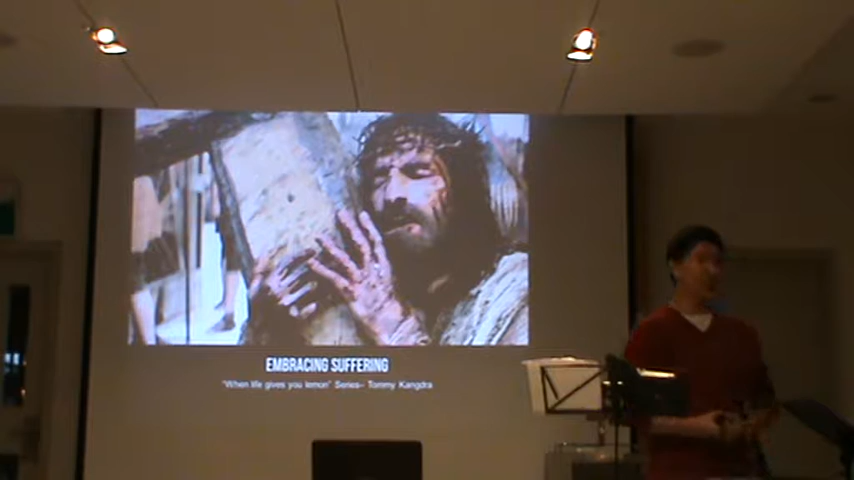 EMBRACING SUFFERING
"When life gives you lemon" Series– Tommy Kangdra